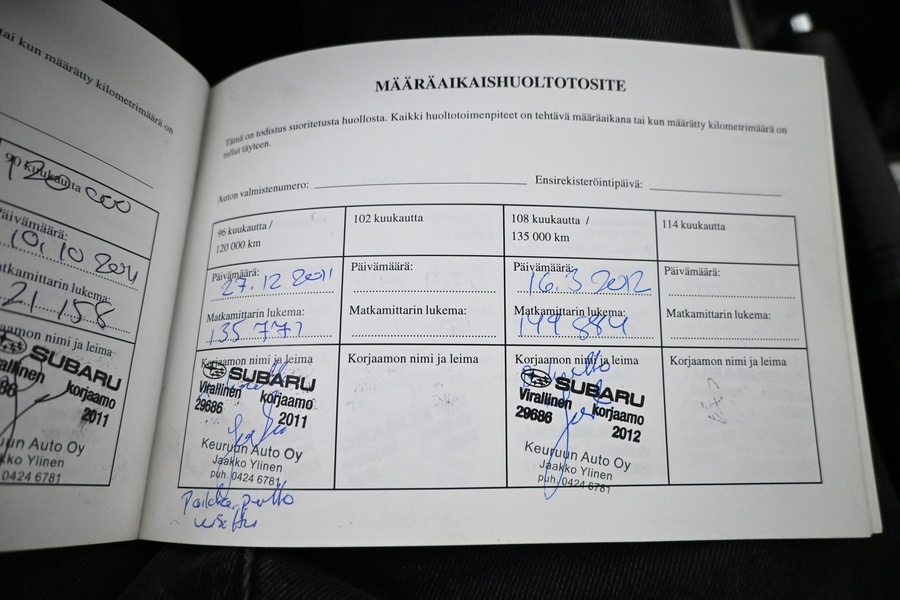 tai kun määrätty kilometrimäärä on
90 kuukautta
120 000
Päivämäärä:
10.10 2011
Matkamittarin lukema:
21 158
SUBARU
Virallinen korjaamo
2011
Keuruun Auto Oy
Jaakko Ylinen
0424 6781
MÄÄRÄAIKAISHUOLTOTOSITE
Tämä on todistus suoritetusta huollosta. Kaikki huoltotoimenpiteet on tehtävä määräaikana tai kun määrätty kilometrimäärä on
tullut täyteen.
Auton valmistenumero: Ensirekisteröintipäivä:
96 kuukautta /
120 000 km
Päivämäärä:
27.12 2011
Matkamittarin lukema:
135 771
Korjaamon nimi ja leima
SUBARU
Virallinen korjaamo
29686 2011
Keuruun Auto Oy
Jaakko Ylinen
puh. 0424 6781
102 kuukautta
Päivämäärä:
Matkamittarin lukema:
Korjaamon nimi ja leima
108 kuukautta /
135 000 km
Päivämäärä:
16.3 2012
Matkamittarin lukema:
149 884
Korjaamon nimi ja leima
SUBARU
Virallinen korjaamo
29686 2012
Keuruun Auto Oy
Jaakko Ylinen
puh. 0424 6781
114 kuukautta
Päivämäärä:
Matkamittarin lukema:
Korjaamon nimi ja leima